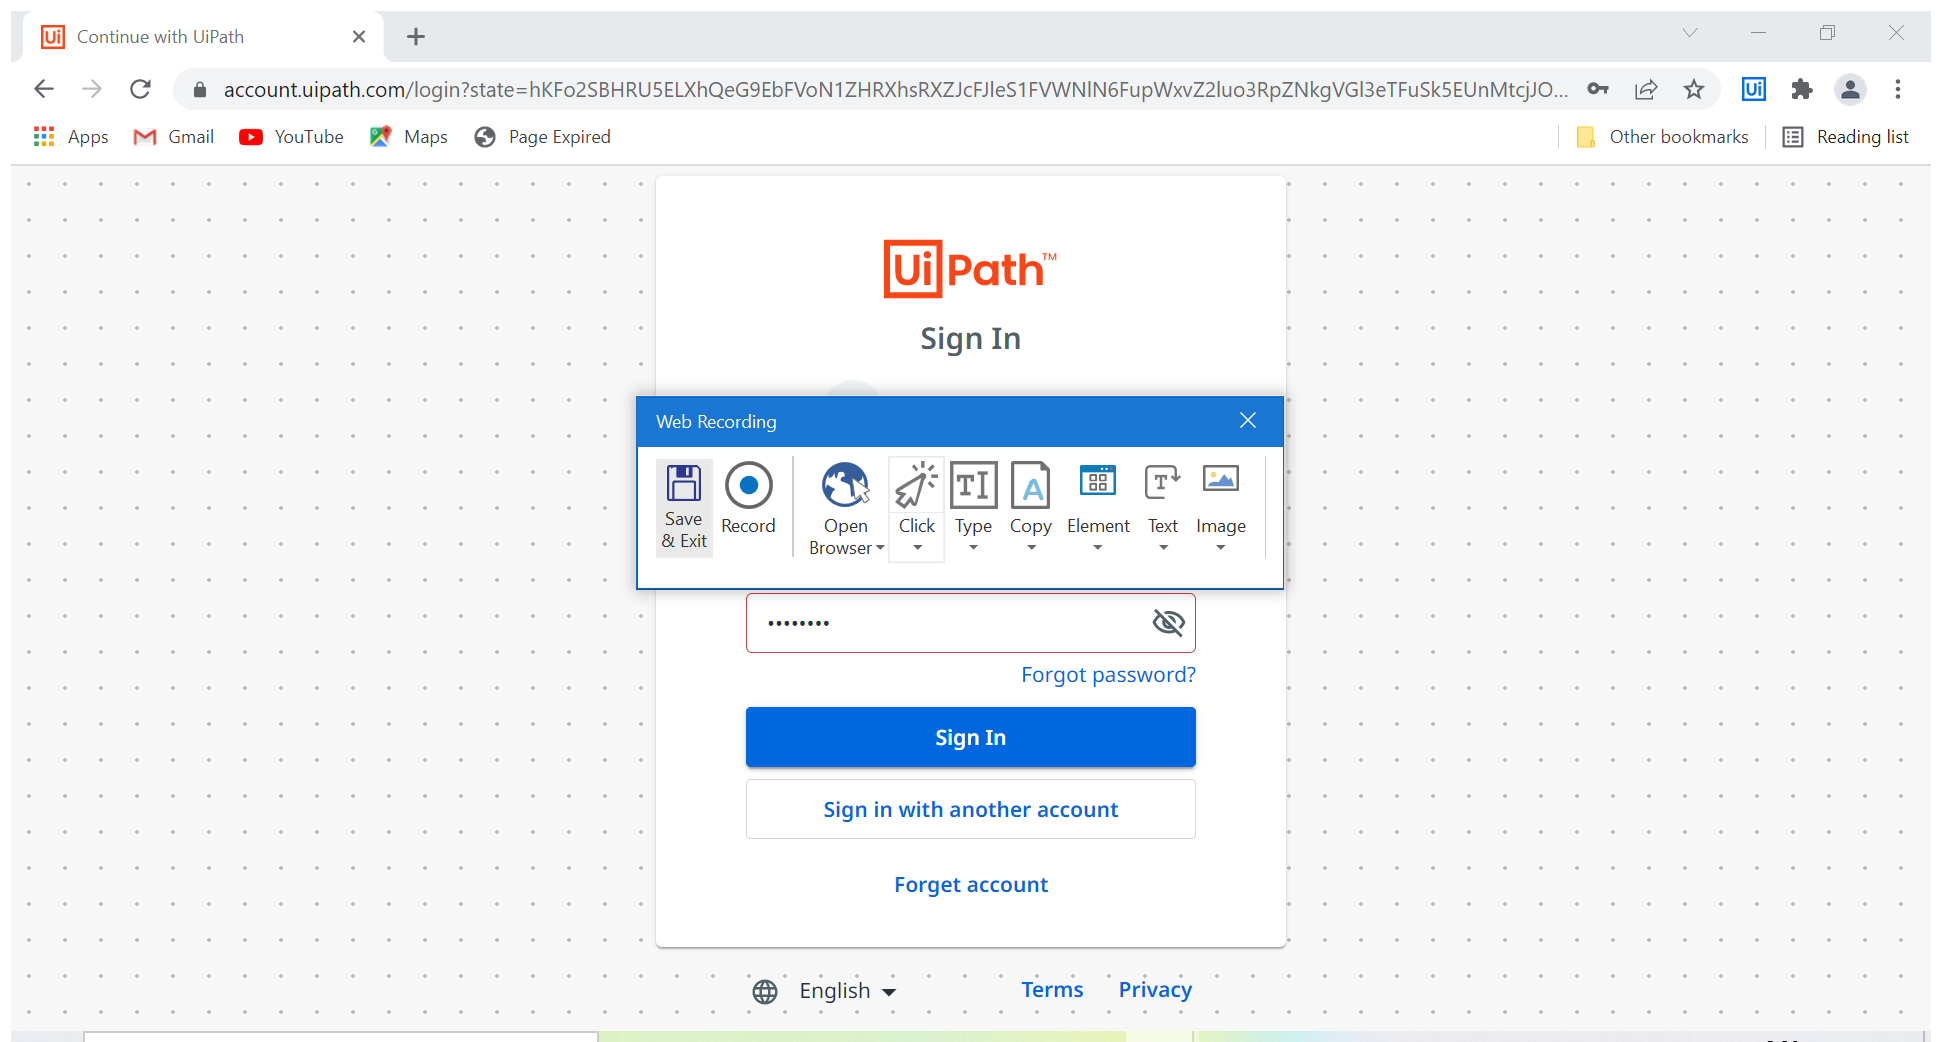 Ui Continue with UiPath
account.uipath.com/login?state=hKFo2SBHRU5ELXhQeG9EbFVoN1ZHRXhsRXZJcFJleS1FVWNlN6FupWxvZ2luo3RpZNkgVGl3eTFuSk5EUnMtcjJO... Ui
Apps Gmail YouTube Maps Page Expired Other bookmarks Reading list
UiPath™
Sign In
Web Recording
Save & Exit
Record
Open Browser
Click
Type
Copy
Element
Text
Image
••••••••
Forgot password?
Sign In
Sign in with another account
Forget account
English Terms Privacy